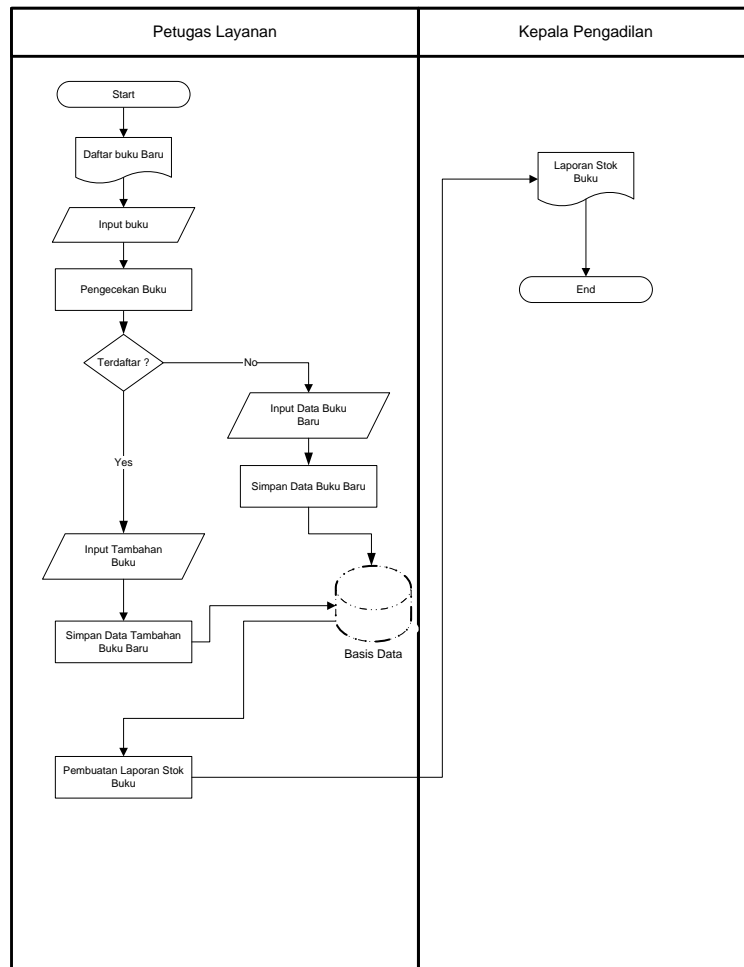 Petugas Layanan
Kepala Pengadilan
Start
Daftar buku Baru
Input buku
Pengecekan Buku
Terdaftar ?
No
Input Data Buku
Baru
Simpan Data Buku Baru
Yes
Input Tambahan
Buku
Simpan Data Tambahan
Buku Baru
Basis Data
Pembuatan Laporan Stok
Buku
Laporan Stok
Buku
End